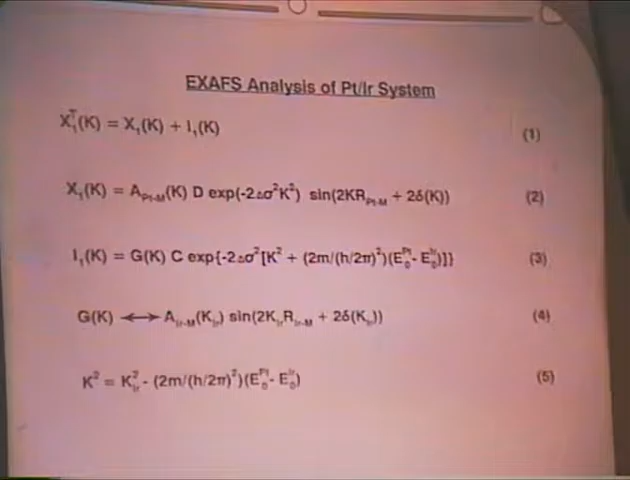 EXAFS Analysis of Pt/Ir System
X₁ᵀ(K) = X₁(K) + I₁(K) (1)
X₁(K) = A_Pt-M(K) D exp(-2Δσ²K²) sin(2KR_Pt-M + 2δ(K)) (2)
I₁(K) = G(K) C exp{-2Δσ²[K² + (2m/(h/2π)²)(E₀^Pt - E₀^Ir)]} (3)
G(K) ⟷ A_Ir-M(K_Ir) sin(2K_Ir R_Ir-M + 2δ(K_Ir)) (4)
K² = K²_Ir - (2m/(h/2π)²)(E₀^Pt - E₀^Ir) (5)